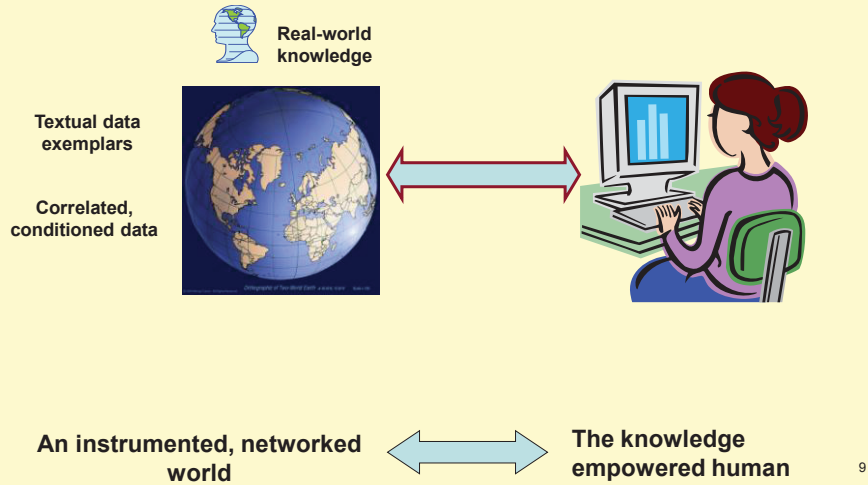 Real-world
knowledge
Textual data
exemplars
Correlated,
conditioned data
An instrumented, networked
world
The knowledge
empowered human
9